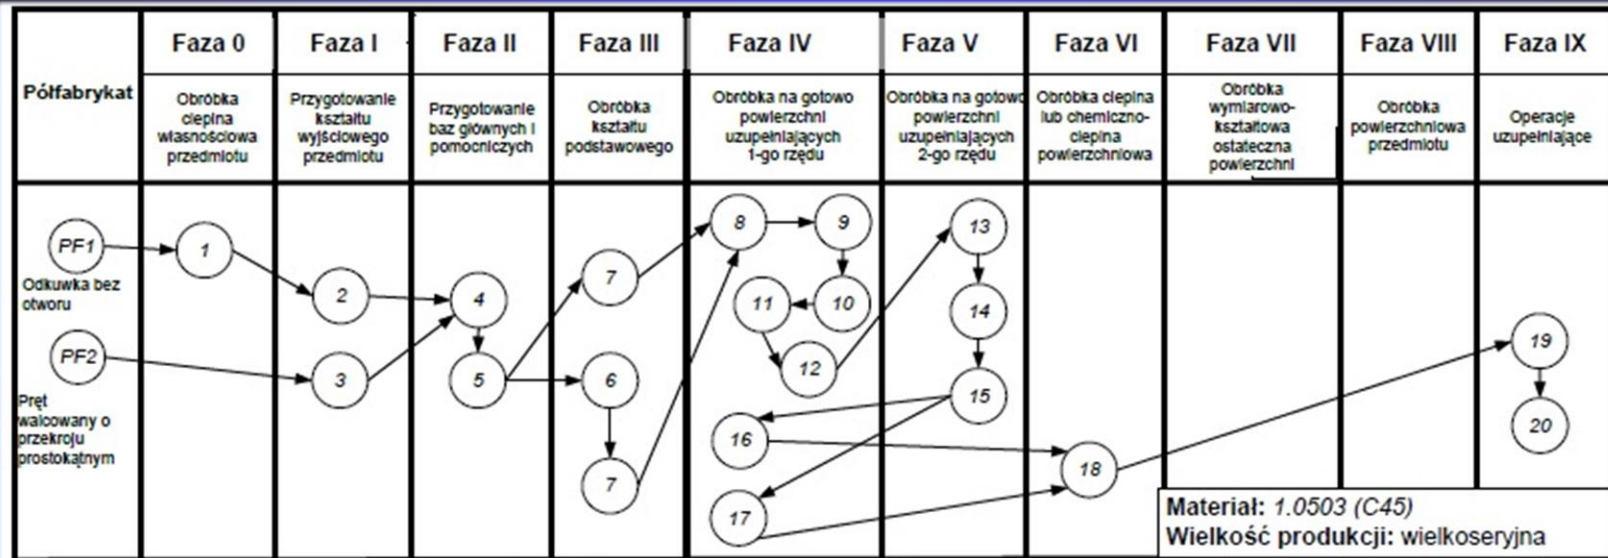 Półfabrykat
Faza 0
Faza I
Faza II
Faza III
Faza IV
Faza V
Faza VI
Faza VII
Faza VIII
Faza IX
Obróbka
cieplna
własnościowa
przedmiotu
Przygotowanie
kształtu
wyjściowego
przedmiotu
Przygotowanie
baz głównych i
pomocniczych
Obróbka
kształtu
podstawowego
Obróbka na gotowo
powierzchni
uzupełniających
1-go rzędu
Obróbka na gotowo
powierzchni
uzupełniających
2-go rzędu
Obróbka cieplna
lub chemiczno-
cieplna
powierzchniowa
Obróbka
wymiarowo-
kształtowa
ostateczna
powierzchni
Obróbka
powierzchniowa
przedmiotu
Operacje
uzupełniające
PF1
Odkuwka bez
otworu
PF2
Pręt
walcowany o
przekroju
prostokątnym
1
2
3
4
5
7
6
7
8
9
10
11
12
16
17
13
14
15
18
19
20
Materiał: 1.0503 (C45)
Wielkość produkcji: wielkoseryjna